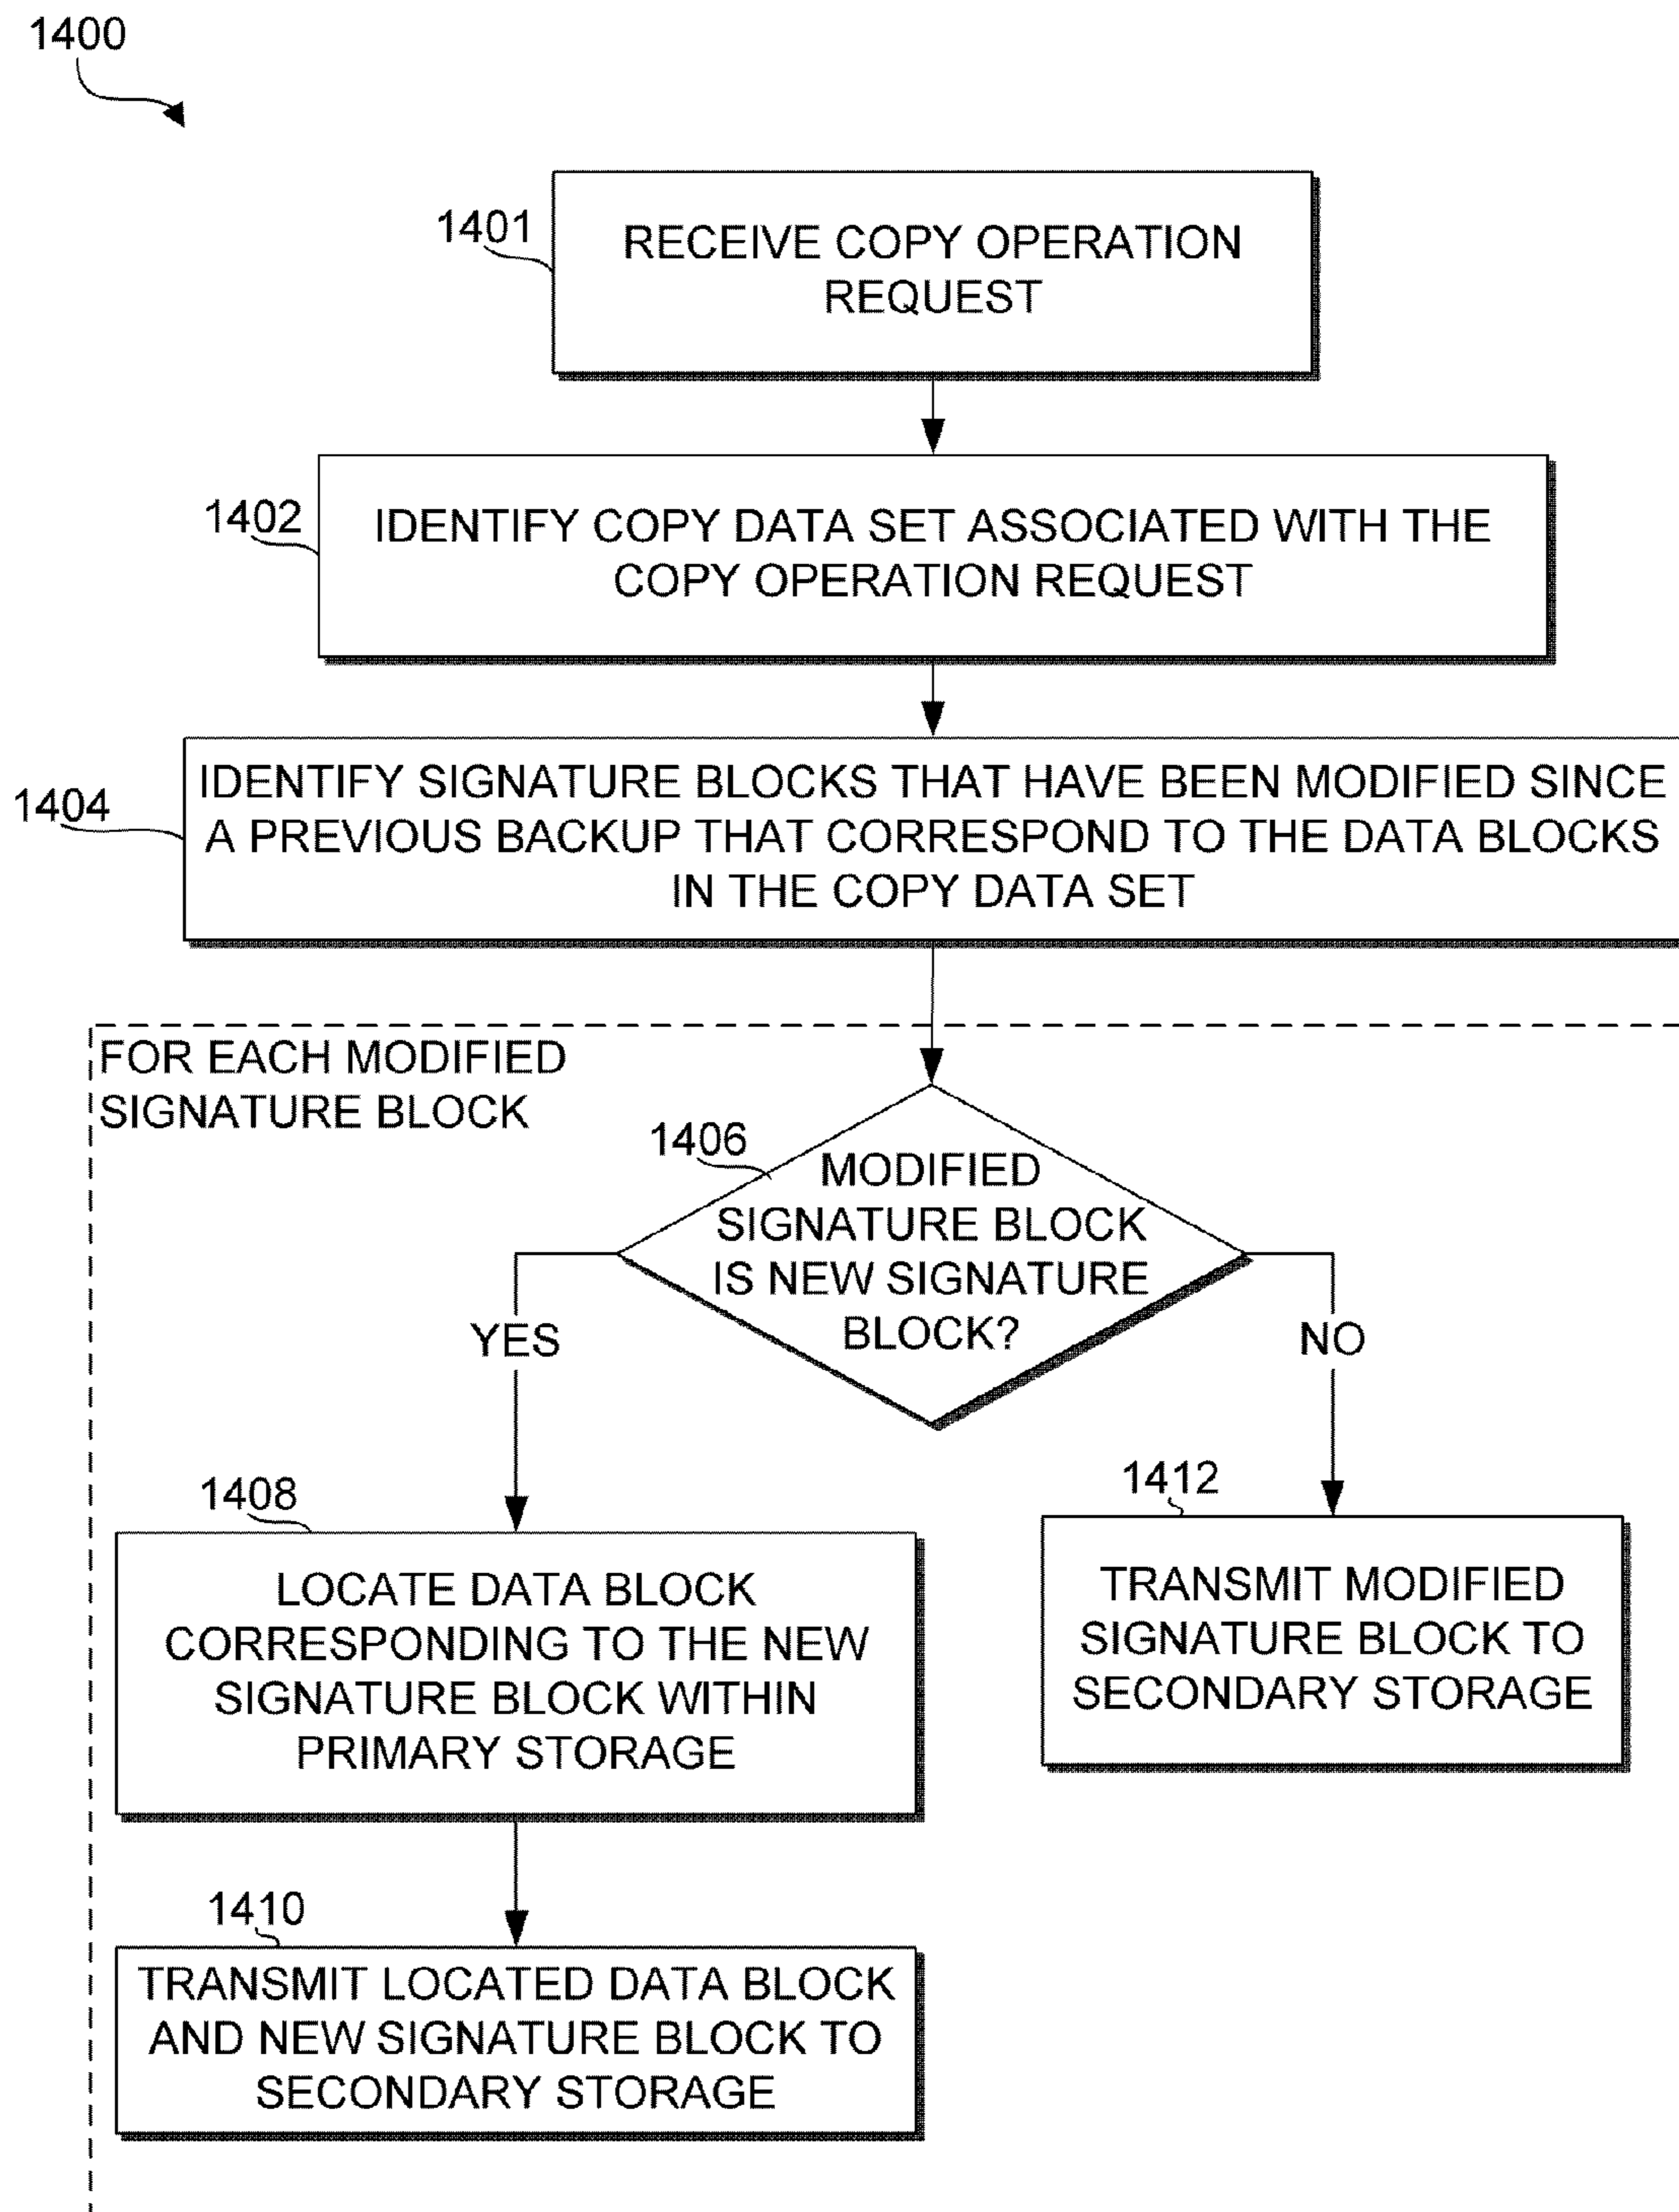 1400
1401
RECEIVE COPY OPERATION
REQUEST
1402
IDENTIFY COPY DATA SET ASSOCIATED WITH THE
COPY OPERATION REQUEST
1404
IDENTIFY SIGNATURE BLOCKS THAT HAVE BEEN MODIFIED SINCE
A PREVIOUS BACKUP THAT CORRESPOND TO THE DATA BLOCKS
IN THE COPY DATA SET
FOR EACH MODIFIED
SIGNATURE BLOCK
1406
MODIFIED
SIGNATURE BLOCK
IS NEW SIGNATURE
BLOCK?
YES
NO
1408
LOCATE DATA BLOCK
CORRESPONDING TO THE NEW
SIGNATURE BLOCK WITHIN
PRIMARY STORAGE
1412
TRANSMIT MODIFIED
SIGNATURE BLOCK TO
SECONDARY STORAGE
1410
TRANSMIT LOCATED DATA BLOCK
AND NEW SIGNATURE BLOCK TO
SECONDARY STORAGE